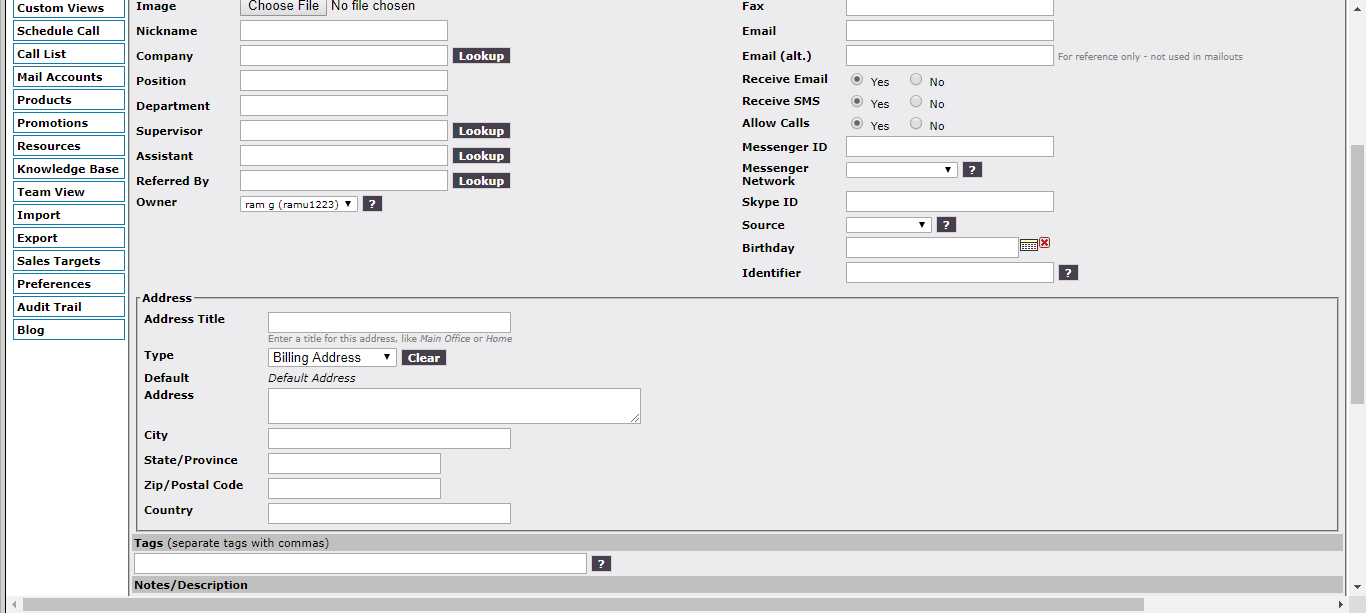 Custom Views
Schedule Call
Call List
Mail Accounts
Products
Promotions
Resources
Knowledge Base
Team View
Import
Export
Sales Targets
Preferences
Audit Trail
Blog
Image Choose File No file chosen
Nickname
Company Lookup
Position
Department
Supervisor Lookup
Assistant Lookup
Referred By Lookup
Owner ram g (ramu1223) ?
Fax
Email
Email (alt.) For reference only - not used in mailouts
Receive Email Yes No
Receive SMS Yes No
Allow Calls Yes No
Messenger ID
Messenger
Network ?
Skype ID
Source ?
Birthday
Identifier ?
Address
Address Title
Enter a title for this address, like Main Office or Home
Type Billing Address Clear
Default Default Address
Address
City
State/Province
Zip/Postal Code
Country
Tags (separate tags with commas)
?
Notes/Description